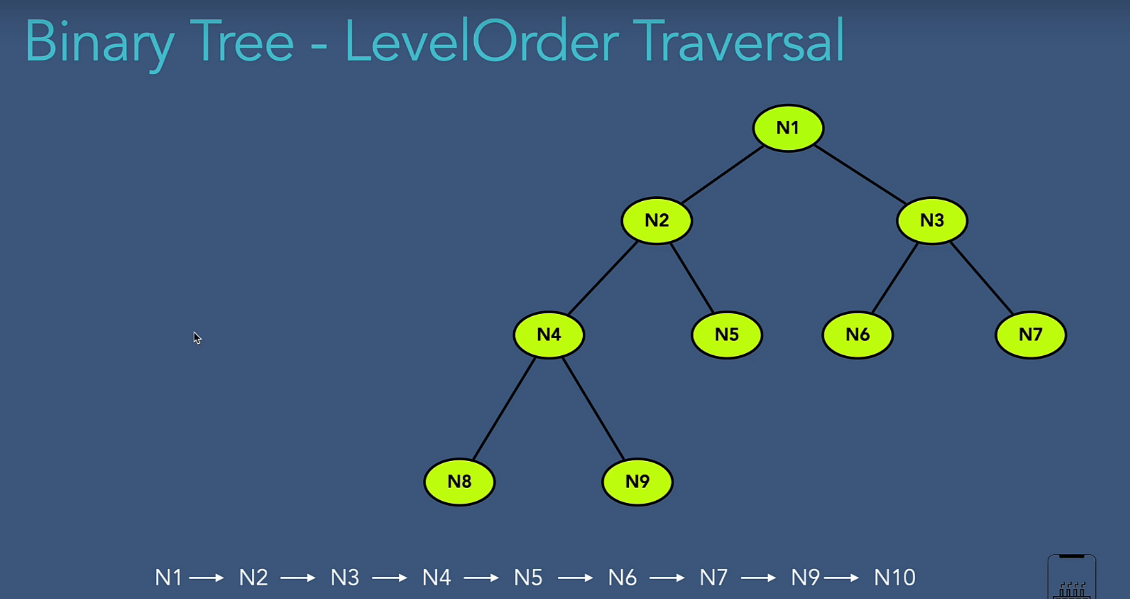 Binary Tree - LevelOrder Traversal
N1
N2 N3
N4 N5 N6 N7
N8 N9
N1 → N2 → N3 → N4 → N5 → N6 → N7 → N9 → N10